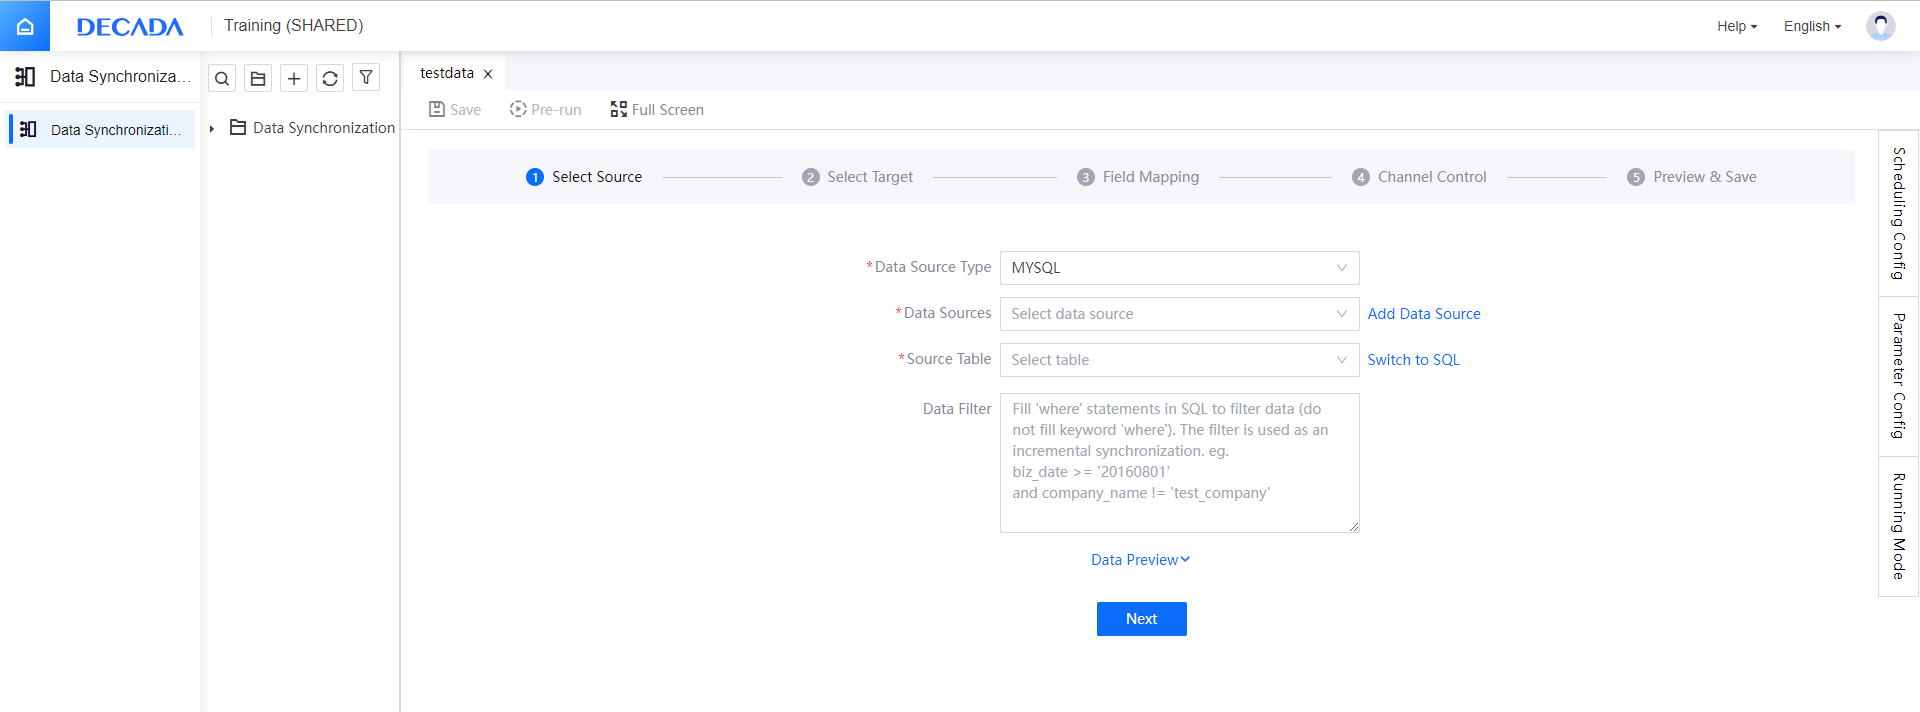 DECADA
Training (SHARED)
Help
English
Data Synchroniza...
Data Synchronizati...
Data Synchronization
testdata
Save
Pre-run
Full Screen
1 Select Source
2 Select Target
3 Field Mapping
4 Channel Control
5 Preview & Save
*Data Source Type
MYSQL
*Data Sources
Select data source
Add Data Source
*Source Table
Select table
Switch to SQL
Data Filter
Fill 'where' statements in SQL to filter data (do
not fill keyword 'where'). The filter is used as an
incremental synchronization. eg.
biz_date >= '20160801'
and company_name != 'test_company'
Data Preview
Next
Scheduling Config
Parameter Config
Running Mode